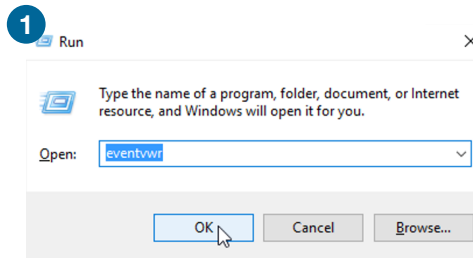 1
Run
Type the name of a program, folder, document, or Internet
resource, and Windows will open it for you.
Open: eventvwr
OK Cancel Browse...